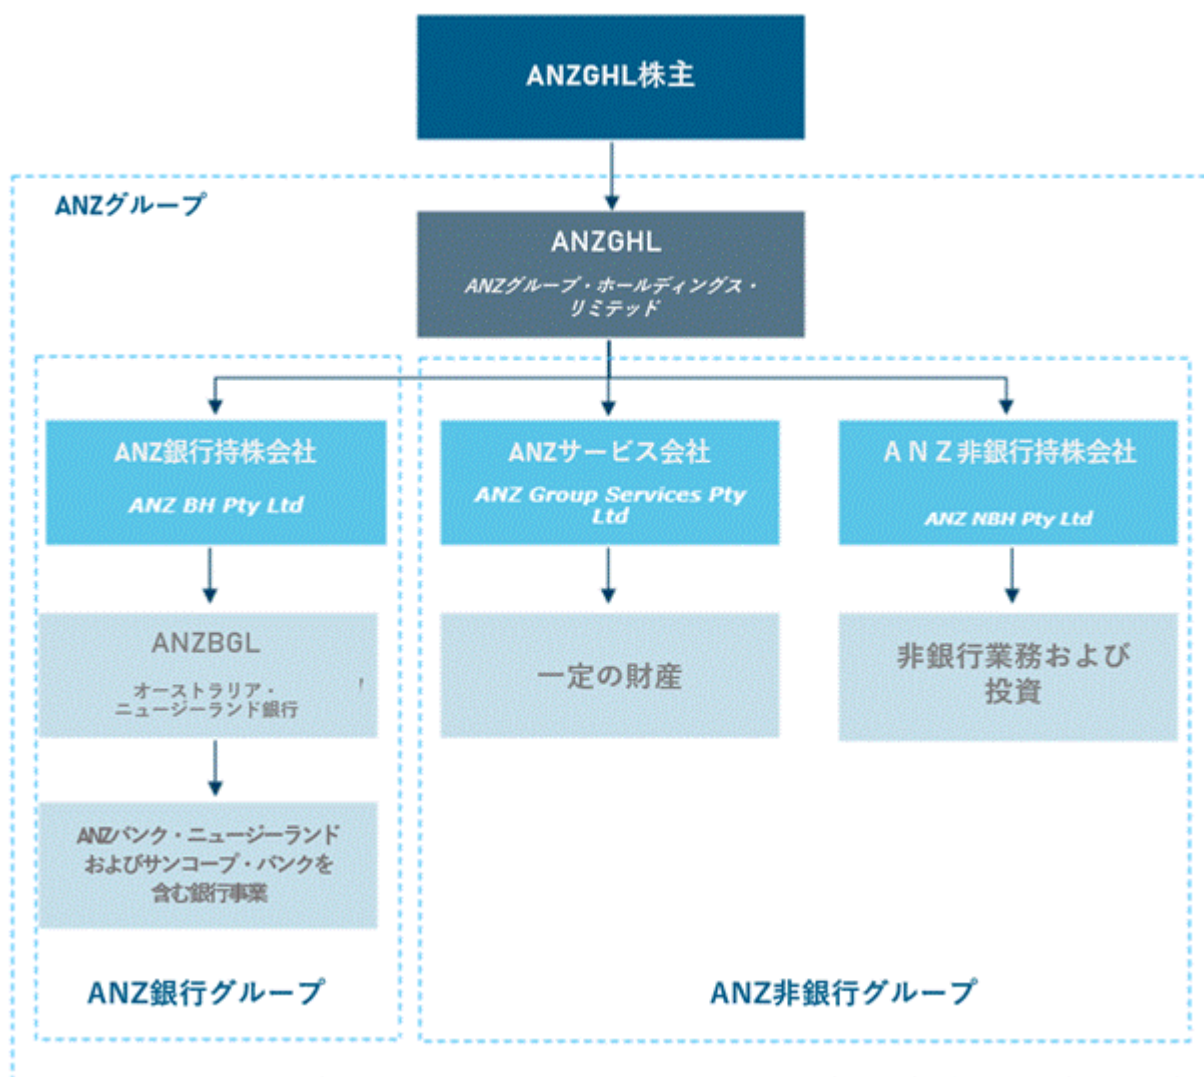 ANZGHL株主
ANZグループ
ANZGHL
ANZグループ・ホールディングス・
リミテッド
ANZ銀行持株会社
ANZ BH Pty Ltd
ANZサービス会社
ANZ Group Services Pty
Ltd
ＡＮＺ非銀行持株会社
ANZ NBH Pty Ltd
ANZBGL
オーストラリア・
ニュージーランド銀行
一定の財産
非銀行業務および
投資
ANZバンク・ニュージーランド
およびサンコープ・バンクを
含む銀行事業
ANZ銀行グループ
ANZ非銀行グループ